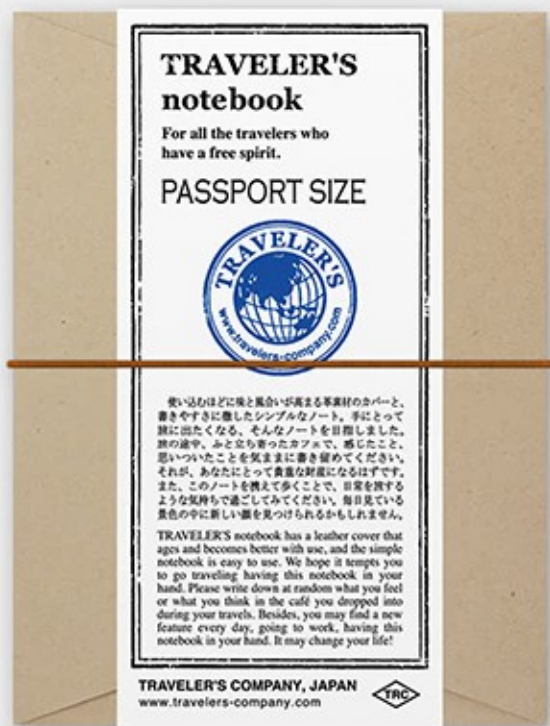 TRAVELER'S
notebook
For all the travelers who
have a free spirit.
PASSPORT SIZE
TRAVELER'S
www.travelers-company.com
使い込むほどに味と風合いが高まる革素材のカバーと、
書きやすさに徹したシンプルなノート。手にとって
旅に出たくなる、そんなノートを目指しました。
旅の途中、ふと立ち寄ったカフェで、感じたこと、
思いついたことを気ままに書き留めてください。
それが、あなたにとって貴重な財産になるはずです。
また、このノートを携えて歩くことで、日常を旅する
ような気持ちで過ごしてみてください。毎日見ている
景色の中に新しい顔を見つけられるかもしれません。
TRAVELER'S notebook has a leather cover that
ages and becomes better with use, and the simple
notebook is easy to use. We hope it tempts you
to go traveling having this notebook in your
hand. Please write down at random what you feel
or what you think in the café you dropped into
during your travels. Besides, you may find a new
feature every day, going to work, having this
notebook in your hand. It may change your life!
TRAVELER'S COMPANY, JAPAN
www.travelers-company.com
TRC